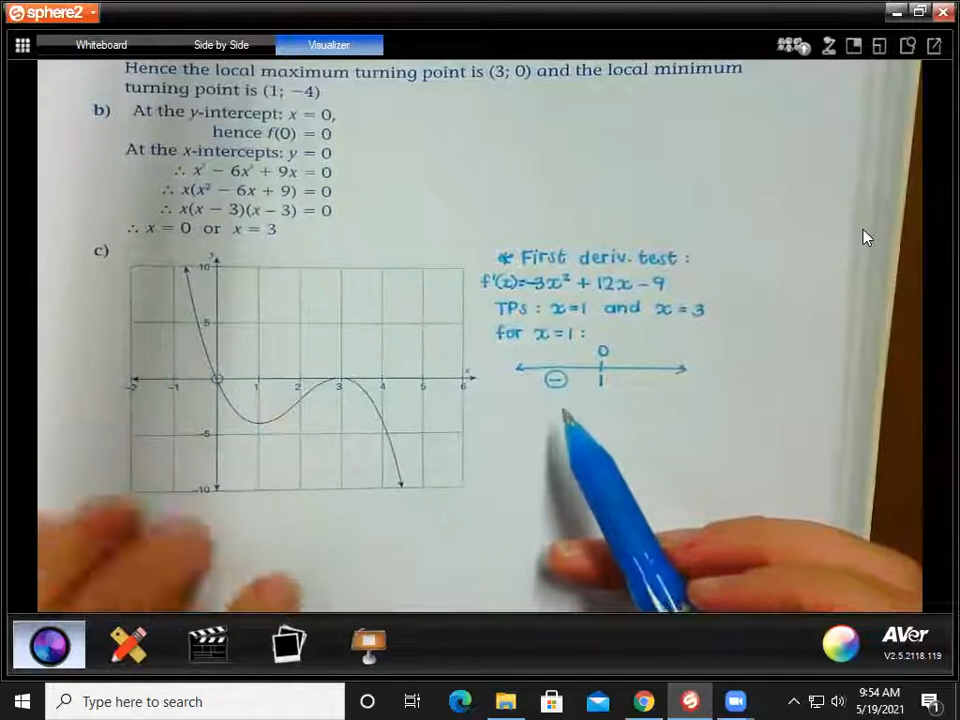 sphere2
Whiteboard
Side by Side
Visualizer
Hence the local maximum turning point is (3; 0) and the local minimum
turning point is (1; −4)
b) At the y-intercept: x = 0,
hence f(0) = 0
At the x-intercepts: y = 0
∴ x³ − 6x² + 9x = 0
∴ x(x² − 6x + 9) = 0
∴ x(x − 3)(x − 3) = 0
∴ x = 0 or x = 3
c)
y
10
5
x
-2 -1 1 2 3 4 5 6
-5
-10
* First deriv. test :
f'(x)=-3x² + 12x - 9
TPs : x=1 and x = 3
for x=1 :
0
− 1
AVer
V2.5.2118.119
Type here to search
9:54 AM
5/19/2021
1